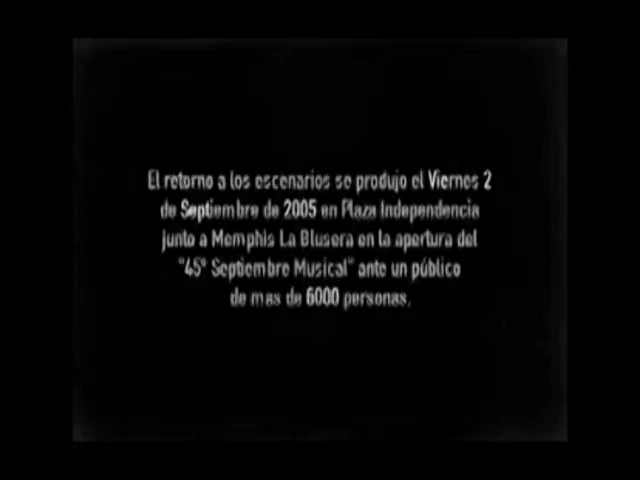 El retorno a los escenarios se produjo el Viernes 2
de Septiembre de 2005 en Plaza Independencia
junto a Memphis La Blusera en la apertura del
"45º Septiembre Musical" ante un público
de mas de 6000 personas.